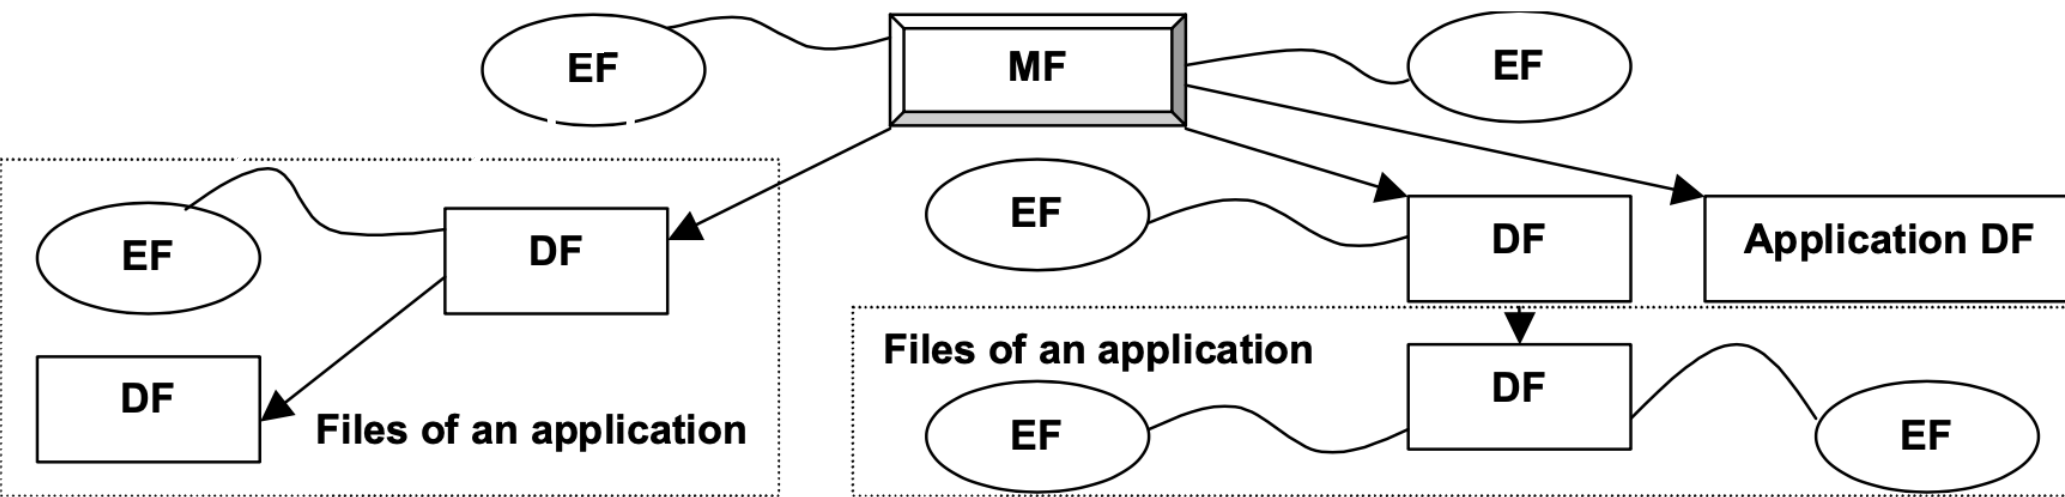 EF
MF
EF
EF
DF
EF
DF
Application DF
DF
Files of an application
Files of an application
EF
DF
EF